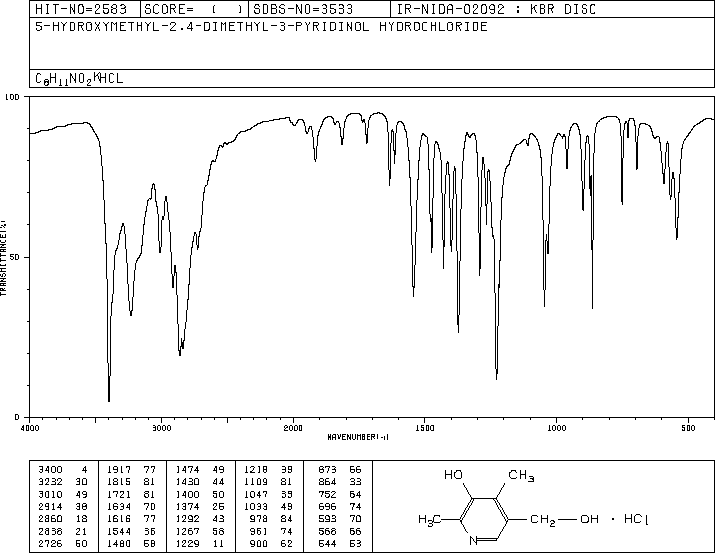 HIT-NO=2583 SCORE= ( ) SDBS-NO=3533 IR-NIDA-02092 : KBR DISC
5-HYDROXYMETHYL-2,4-DIMETHYL-3-PYRIDINOL HYDROCHLORIDE
C8H11NO2*HCL
100
50
0
TRANSMITTANCE(%)
4000 3000 2000 1500 1000 500
WAVENUMBER(-1)
3400 4 1917 77 1474 49 1218 39 873 66
3232 30 1815 81 1430 44 1109 81 864 33
3010 49 1721 81 1400 50 1047 33 752 64
2914 38 1634 70 1374 25 1033 49 696 74
2860 18 1616 77 1292 43 978 84 593 70
2838 21 1544 36 1267 58 961 74 568 66
2726 50 1480 68 1229 11 900 62 544 53
HO CH3
H3C CH2 OH · HCl
N